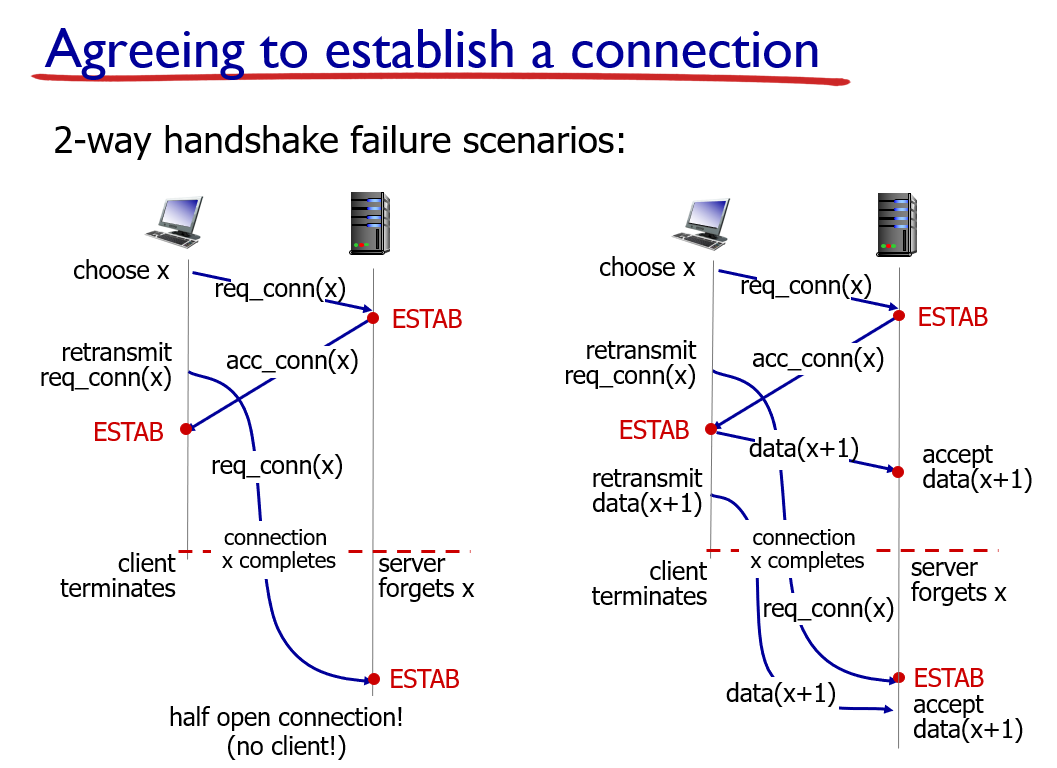 Agreeing to establish a connection
2-way handshake failure scenarios:
choose x
req_conn(x)
ESTAB
retransmit
req_conn(x)
acc_conn(x)
ESTAB
req_conn(x)
connection
x completes
client
terminates
server
forgets x
ESTAB
half open connection!
(no client!)
choose x
req_conn(x)
ESTAB
retransmit
req_conn(x)
acc_conn(x)
ESTAB
data(x+1)
accept
data(x+1)
retransmit
data(x+1)
connection
x completes
client
terminates
server
forgets x
req_conn(x)
ESTAB
data(x+1)
accept
data(x+1)